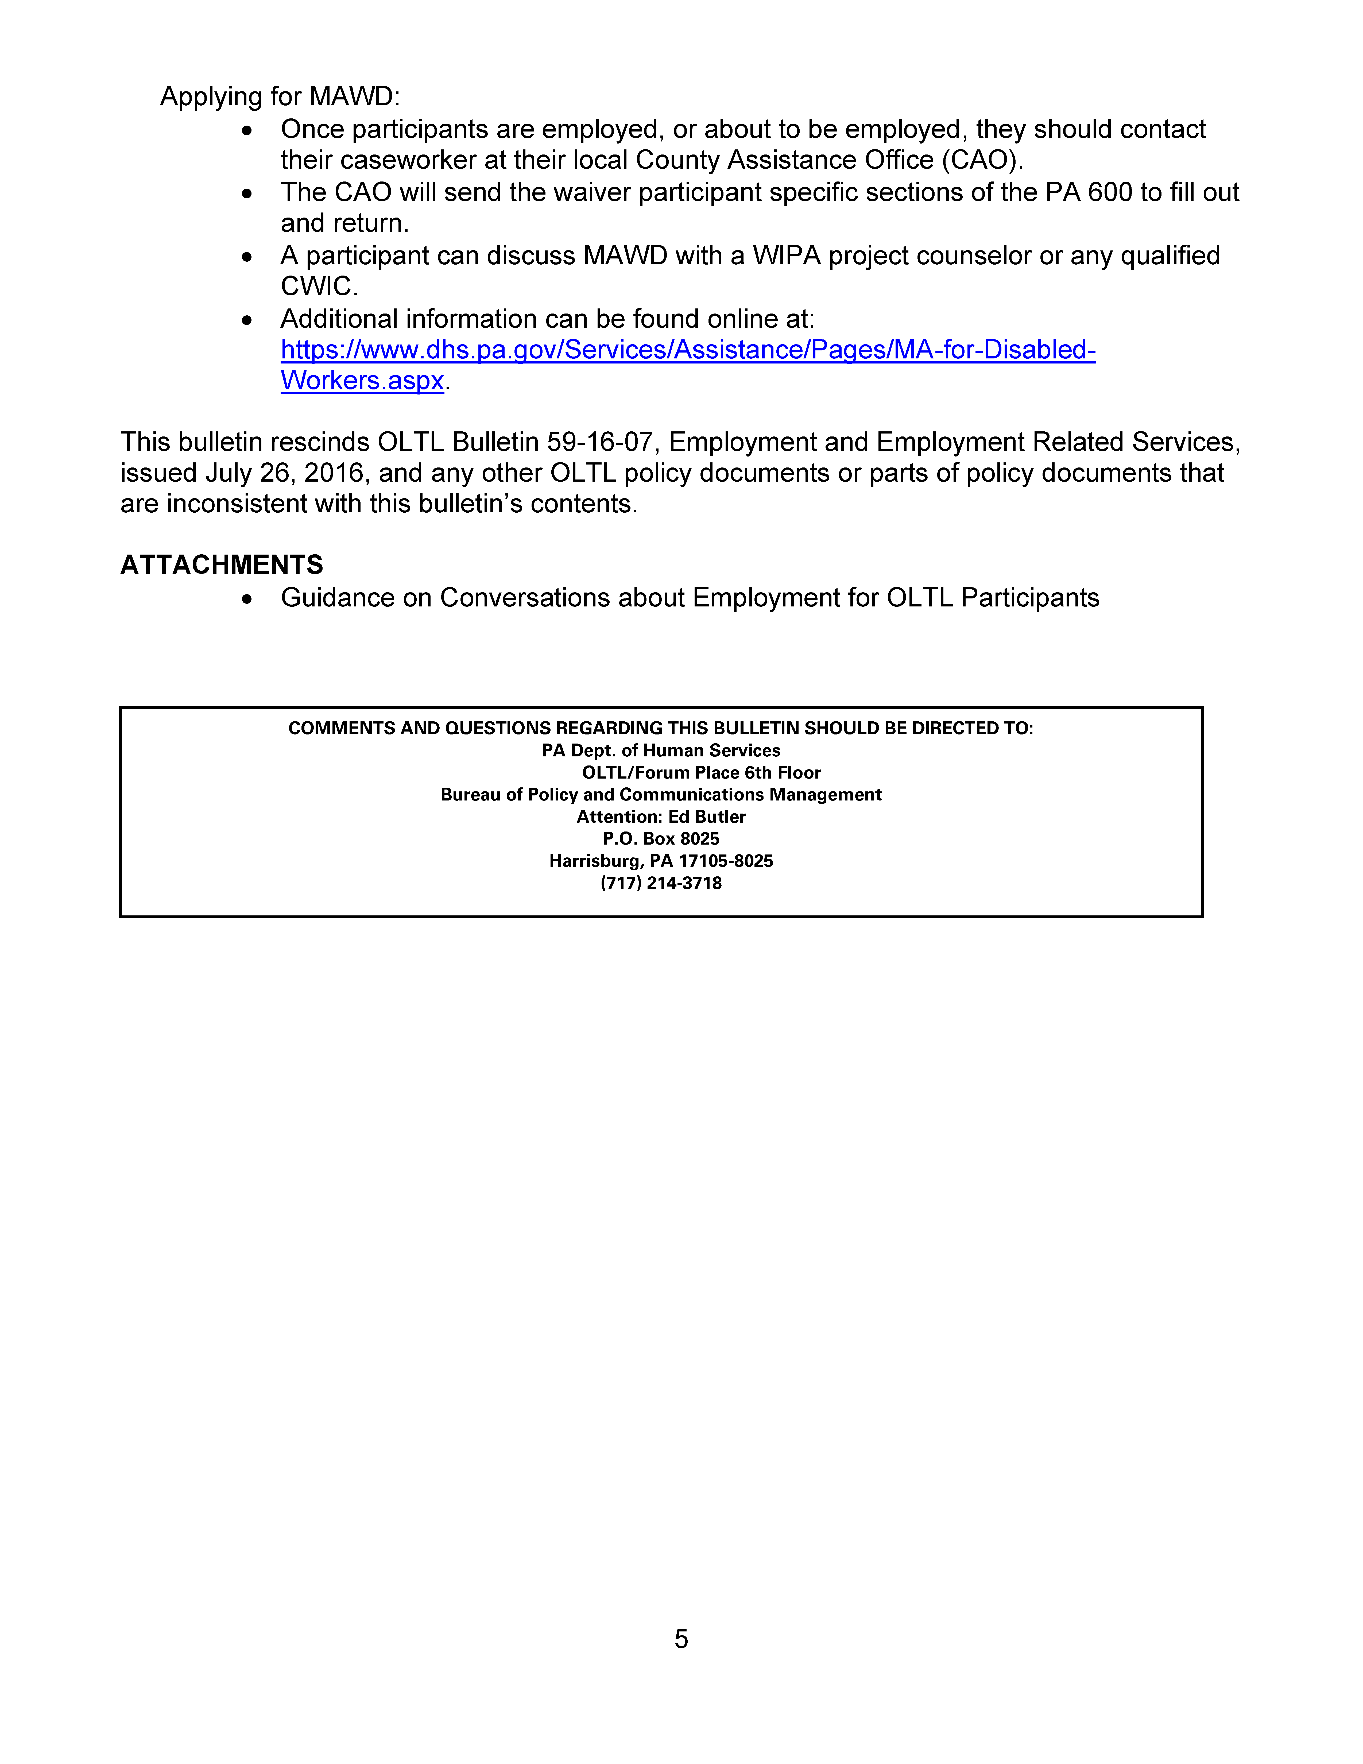 Applying for MAWD:
• Once participants are employed, or about to be employed, they should contact
their caseworker at their local County Assistance Office (CAO).
• The CAO will send the waiver participant specific sections of the PA 600 to fill out
and return.
• A participant can discuss MAWD with a WIPA project counselor or any qualified
CWIC.
• Additional information can be found online at:
https://www.dhs.pa.gov/Services/Assistance/Pages/MA-for-Disabled-
Workers.aspx.
This bulletin rescinds OLTL Bulletin 59-16-07, Employment and Employment Related Services,
issued July 26, 2016, and any other OLTL policy documents or parts of policy documents that
are inconsistent with this bulletin’s contents.
ATTACHMENTS
• Guidance on Conversations about Employment for OLTL Participants
COMMENTS AND QUESTIONS REGARDING THIS BULLETIN SHOULD BE DIRECTED TO:
PA Dept. of Human Services
OLTL/Forum Place 6th Floor
Bureau of Policy and Communications Management
Attention: Ed Butler
P.O. Box 8025
Harrisburg, PA 17105-8025
(717) 214-3718
5